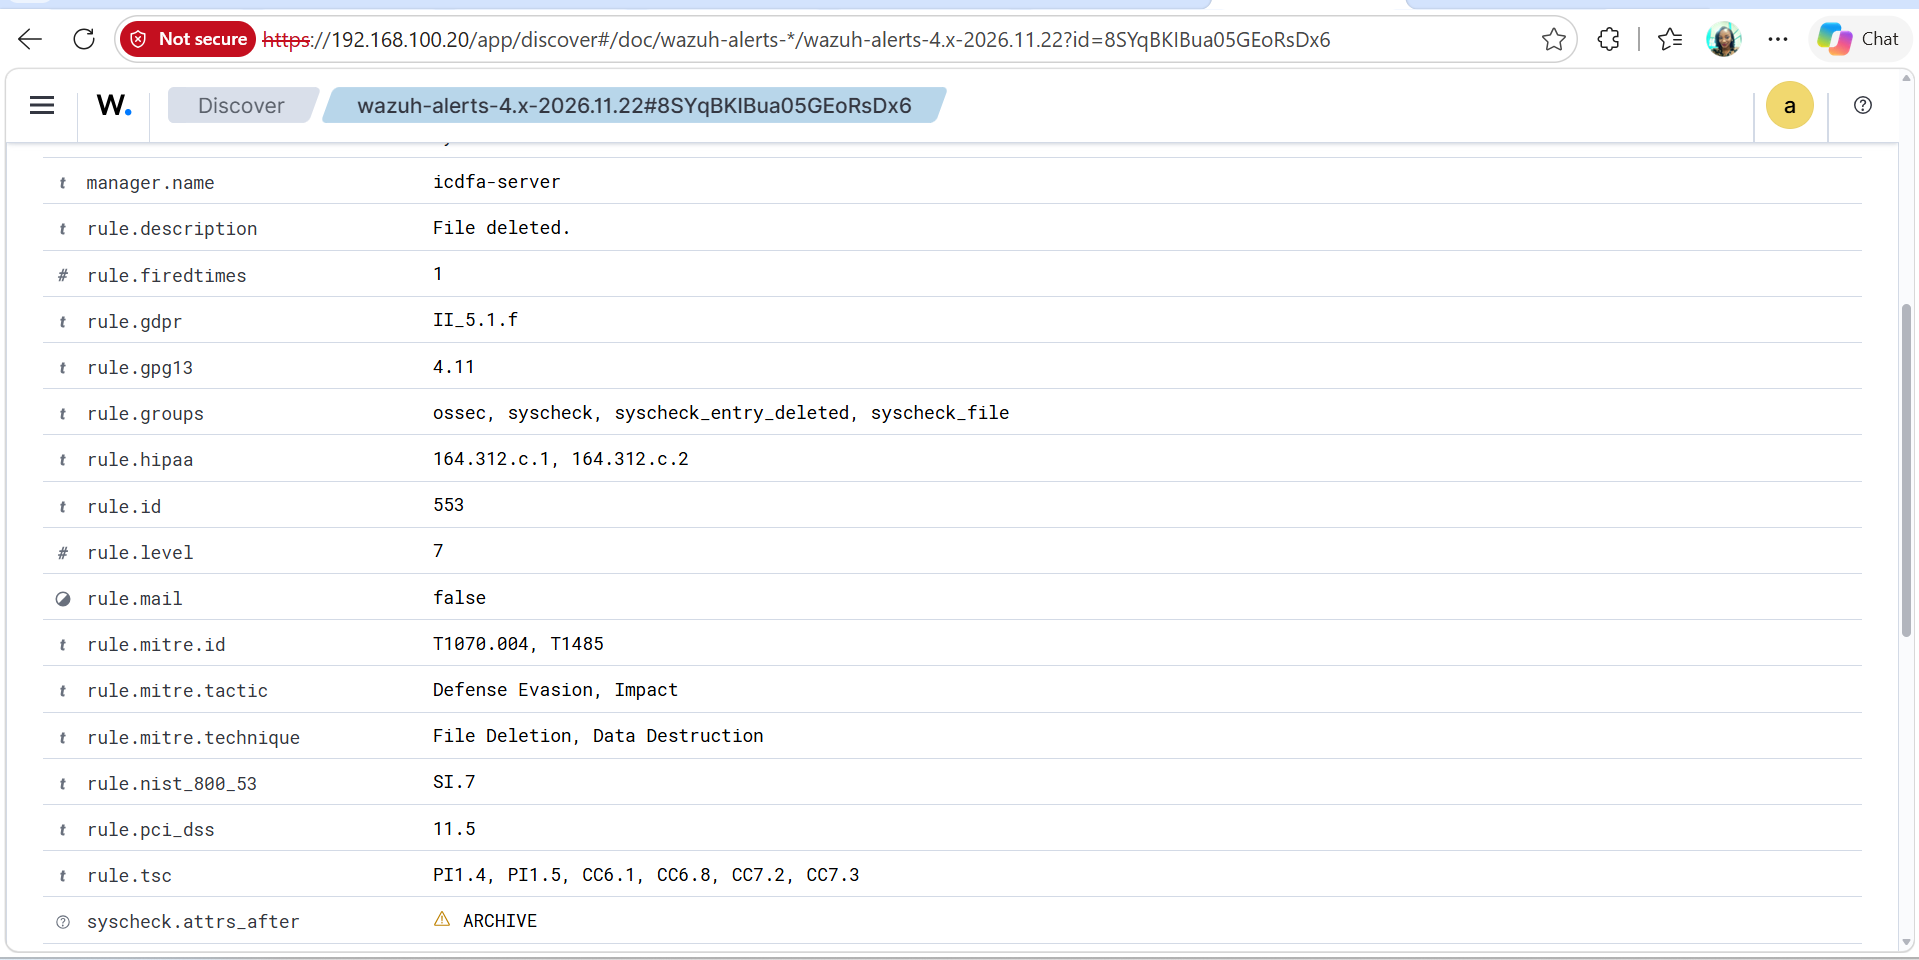 Not secure https://192.168.100.20/app/discover#/doc/wazuh-alerts-*/wazuh-alerts-4.x-2026.11.22?id=8SYqBKIBua05GEoRsDx6 Chat
W. Discover wazuh-alerts-4.x-2026.11.22#8SYqBKIBua05GEoRsDx6 a
t manager.name icdfa-server
t rule.description File deleted.
# rule.firedtimes 1
t rule.gdpr II_5.1.f
t rule.gpg13 4.11
t rule.groups ossec, syscheck, syscheck_entry_deleted, syscheck_file
t rule.hipaa 164.312.c.1, 164.312.c.2
t rule.id 553
# rule.level 7
rule.mail false
t rule.mitre.id T1070.004, T1485
t rule.mitre.tactic Defense Evasion, Impact
t rule.mitre.technique File Deletion, Data Destruction
t rule.nist_800_53 SI.7
t rule.pci_dss 11.5
t rule.tsc PI1.4, PI1.5, CC6.1, CC6.8, CC7.2, CC7.3
syscheck.attrs_after ARCHIVE